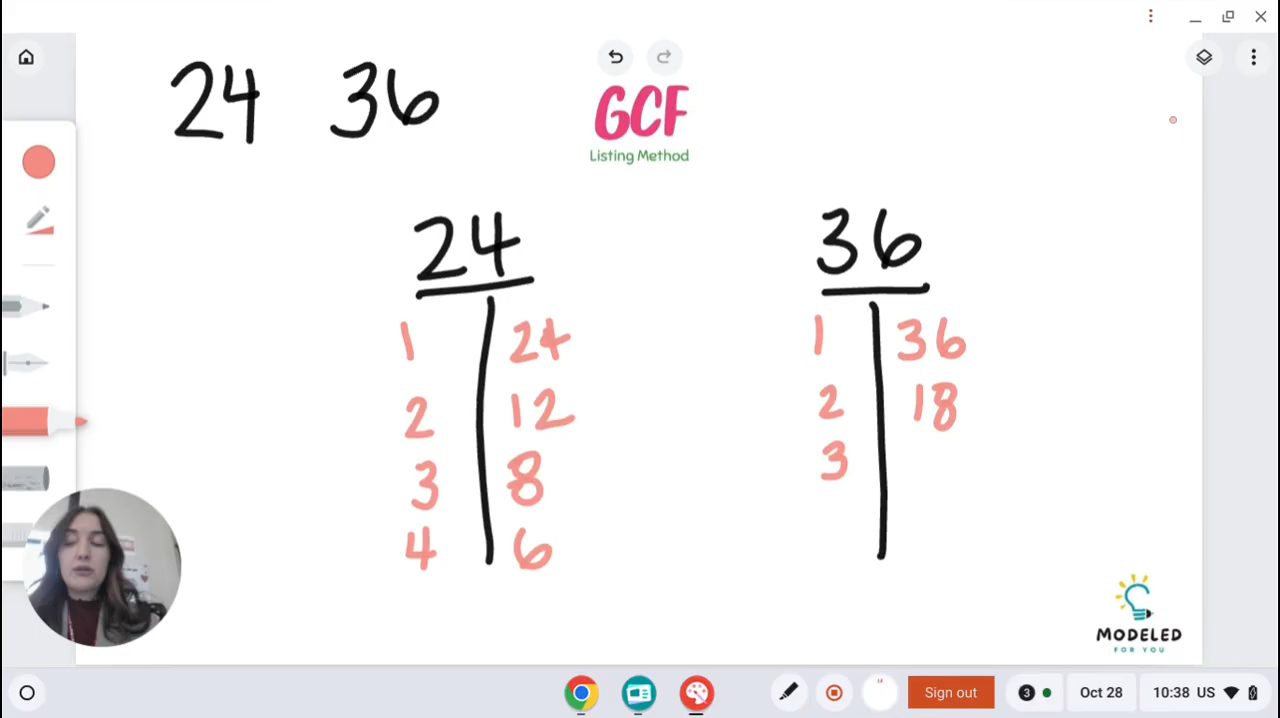 24 36
GCF
Listing Method
24
1 24
2 12
3 8
4 6
36
1 36
2 18
3
MODELED
FOR YOU
Sign out
3
Oct 28
10:38 US